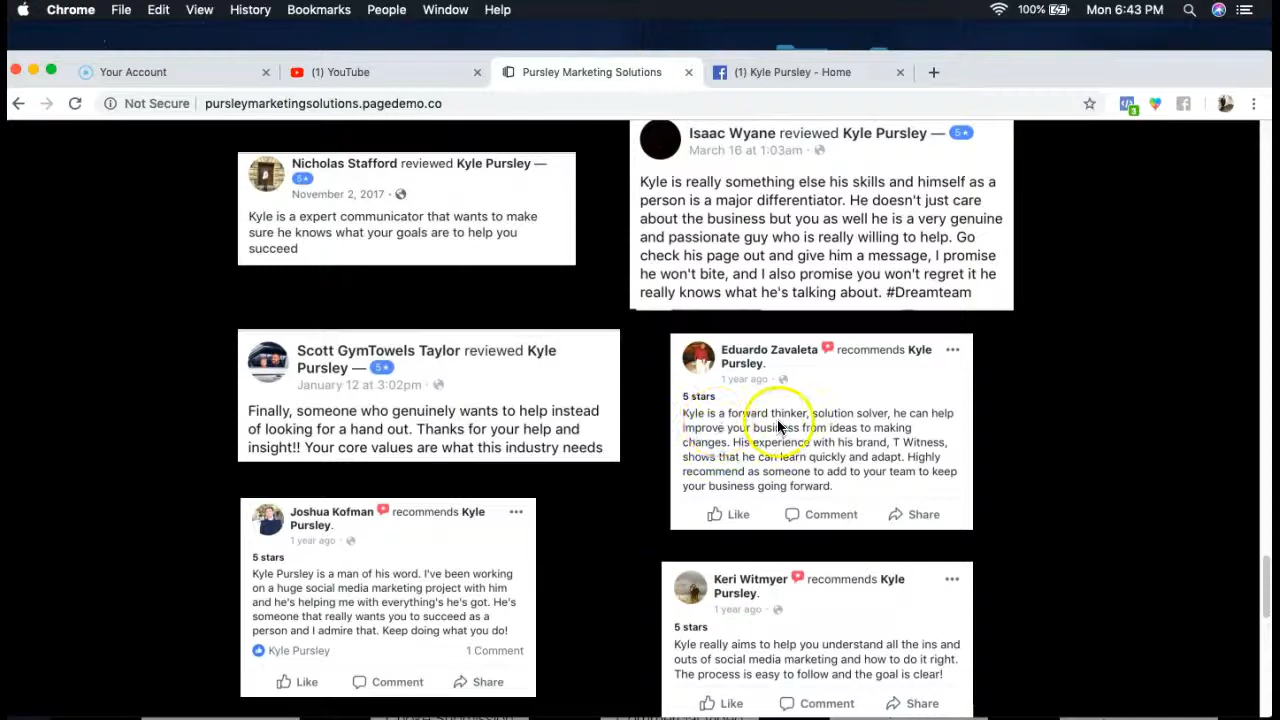 Chrome File Edit View History Bookmarks People Window Help 100% Mon 6:43 PM
Your Account (1) YouTube Pursley Marketing Solutions (1) Kyle Pursley - Home
Not Secure pursleymarketingsolutions.pagedemo.co
Nicholas Stafford reviewed Kyle Pursley —
5★
November 2, 2017
Kyle is a expert communicator that wants to make
sure he knows what your goals are to help you
succeed
Isaac Wyane reviewed Kyle Pursley — 5★
March 16 at 1:03am
Kyle is really something else his skills and himself as a
person is a major differentiator. He doesn't just care
about the business but you as well he is a very genuine
and passionate guy who is really willing to help. Go
check his page out and give him a message, I promise
he won't bite, and I also promise you won't regret it he
really knows what he's talking about. #Dreamteam
Scott GymTowels Taylor reviewed Kyle
Pursley — 5★
January 12 at 3:02pm
Finally, someone who genuinely wants to help instead
of looking for a hand out. Thanks for your help and
insight!! Your core values are what this industry needs
Eduardo Zavaleta recommends Kyle
Pursley.
1 year ago
5 stars
Kyle is a forward thinker, solution solver, he can help
improve your business from ideas to making
changes. His experience with his brand, T Witness,
shows that he can learn quickly and adapt. Highly
recommend as someone to add to your team to keep
your business going forward.
Like Comment Share
Joshua Kofman recommends Kyle
Pursley.
1 year ago
5 stars
Kyle Pursley is a man of his word. I've been working
on a huge social media marketing project with him
and he's helping me with everything's he's got. He's
someone that really wants you to succeed as a
person and I admire that. Keep doing what you do!
Kyle Pursley 1 Comment
Like Comment Share
Keri Witmyer recommends Kyle
Pursley.
1 year ago
5 stars
Kyle really aims to help you understand all the ins and
outs of social media marketing and how to do it right.
The process is easy to follow and the goal is clear!
Like Comment Share